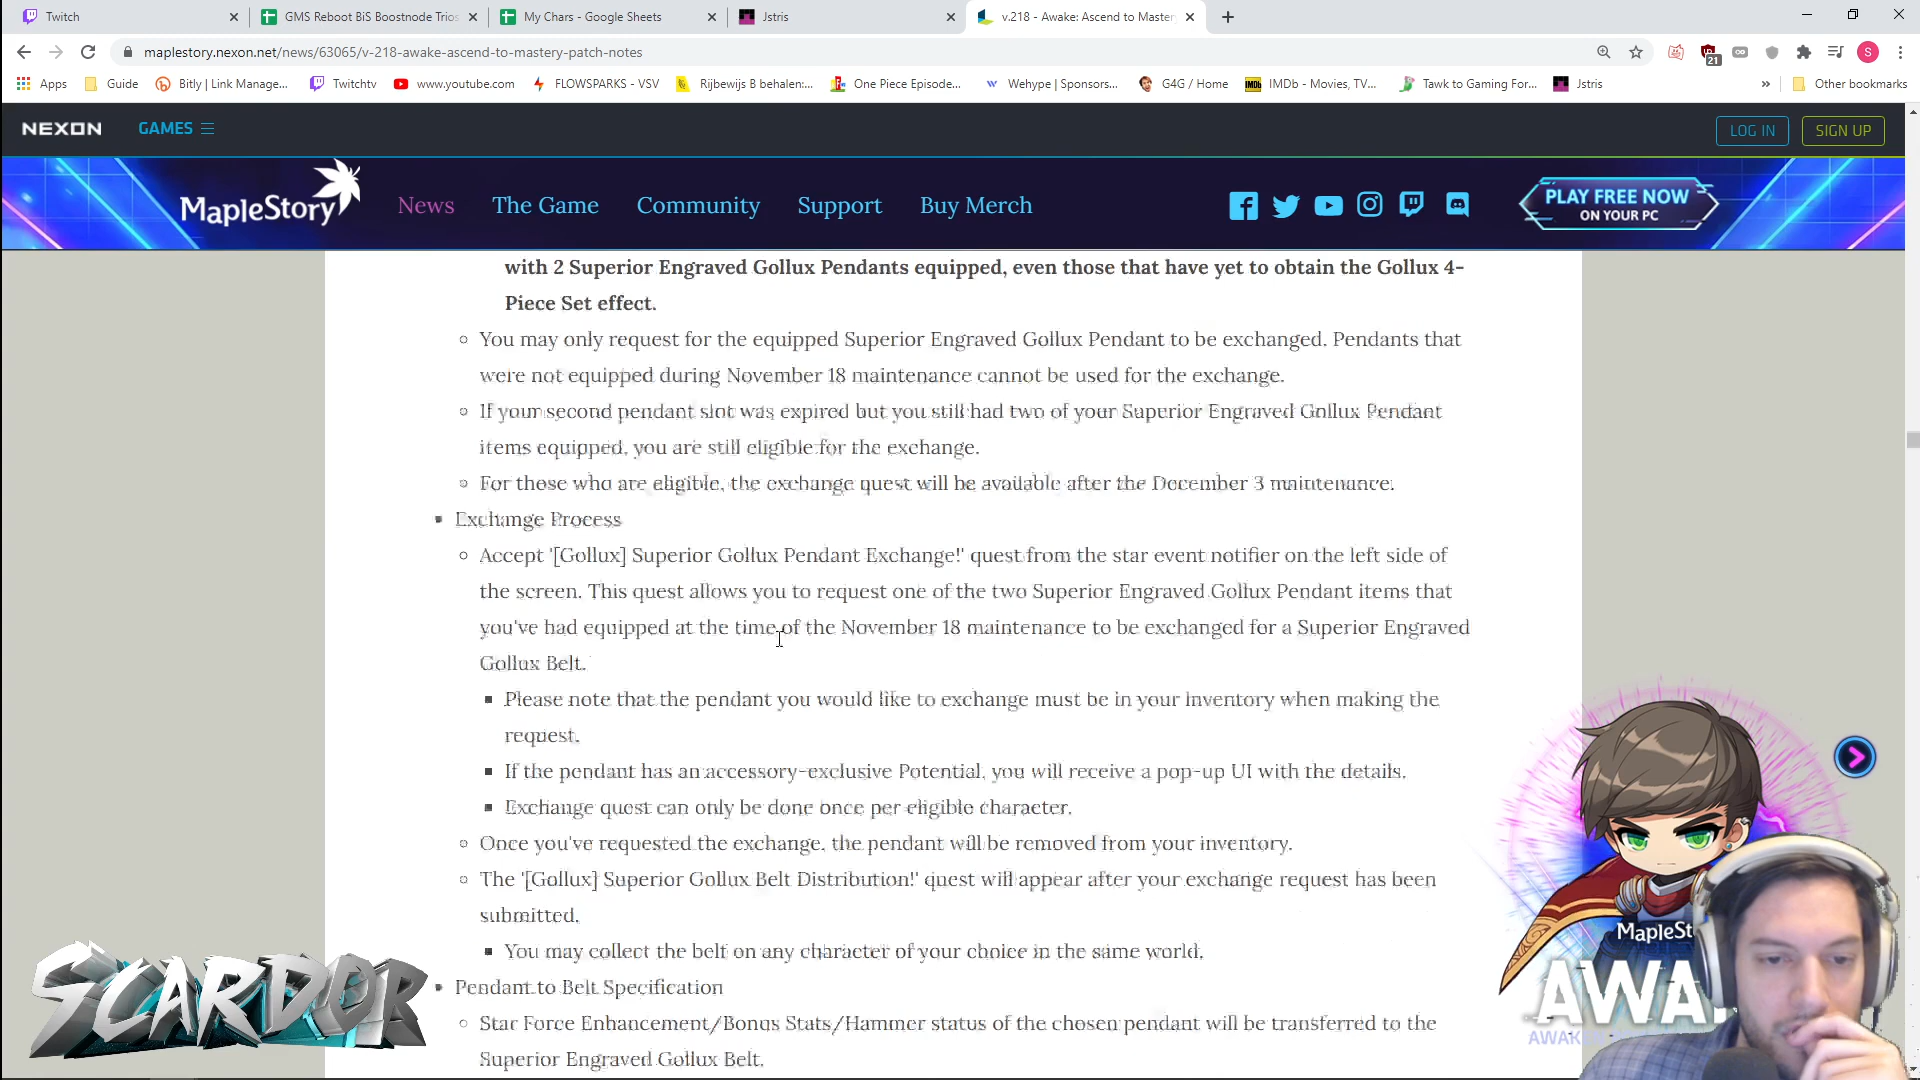 Twitch
GMS Reboot BiS Boostnode Trios
My Chars - Google Sheets
Jstris
v.218 - Awake: Ascend to Master
maplestory.nexon.net/news/63065/v-218-awake-ascend-to-mastery-patch-notes
21
S
Apps
Guide
Bitly | Link Manage...
Twitchtv
www.youtube.com
FLOWSPARKS - VSV
Rijbewijs B behalen:...
One Piece Episode...
Wehype | Sponsors...
G4G / Home
IMDb
IMDb - Movies, TV...
Tawk to Gaming For...
Jstris
»
Other bookmarks
NEXON
GAMES
LOG IN
SIGN UP
MapleStory
News
The Game
Community
Support
Buy Merch
PLAY FREE NOW
ON YOUR PC
with 2 Superior Engraved Gollux Pendants equipped, even those that have yet to obtain the Gollux 4-
Piece Set effect.
You may only request for the equipped Superior Engraved Gollux Pendant to be exchanged. Pendants that
were not equipped during November 18 maintenance cannot be used for the exchange.
If your second pendant slot was expired but you still had two of your Superior Engraved Gollux Pendant
items equipped, you are still eligible for the exchange.
For those who are eligible, the exchange quest will be available after the December 3 maintenance.
Exchange Process
Accept '[Gollux] Superior Gollux Pendant Exchange!' quest from the star event notifier on the left side of
the screen. This quest allows you to request one of the two Superior Engraved Gollux Pendant items that
you've had equipped at the time of the November 18 maintenance to be exchanged for a Superior Engraved
Gollux Belt.
Please note that the pendant you would like to exchange must be in your inventory when making the
request.
If the pendant has an accessory-exclusive Potential, you will receive a pop-up UI with the details.
Exchange quest can only be done once per eligible character.
Once you've requested the exchange, the pendant will be removed from your inventory.
The '[Gollux] Superior Gollux Belt Distribution!' quest will appear after your exchange request has been
submitted.
You may collect the belt on any character of your choice in the same world.
Pendant to Belt Specification
Star Force Enhancement/Bonus Stats/Hammer status of the chosen pendant will be transferred to the
Superior Engraved Gollux Belt.
SCARDOR
MapleSt
AWA